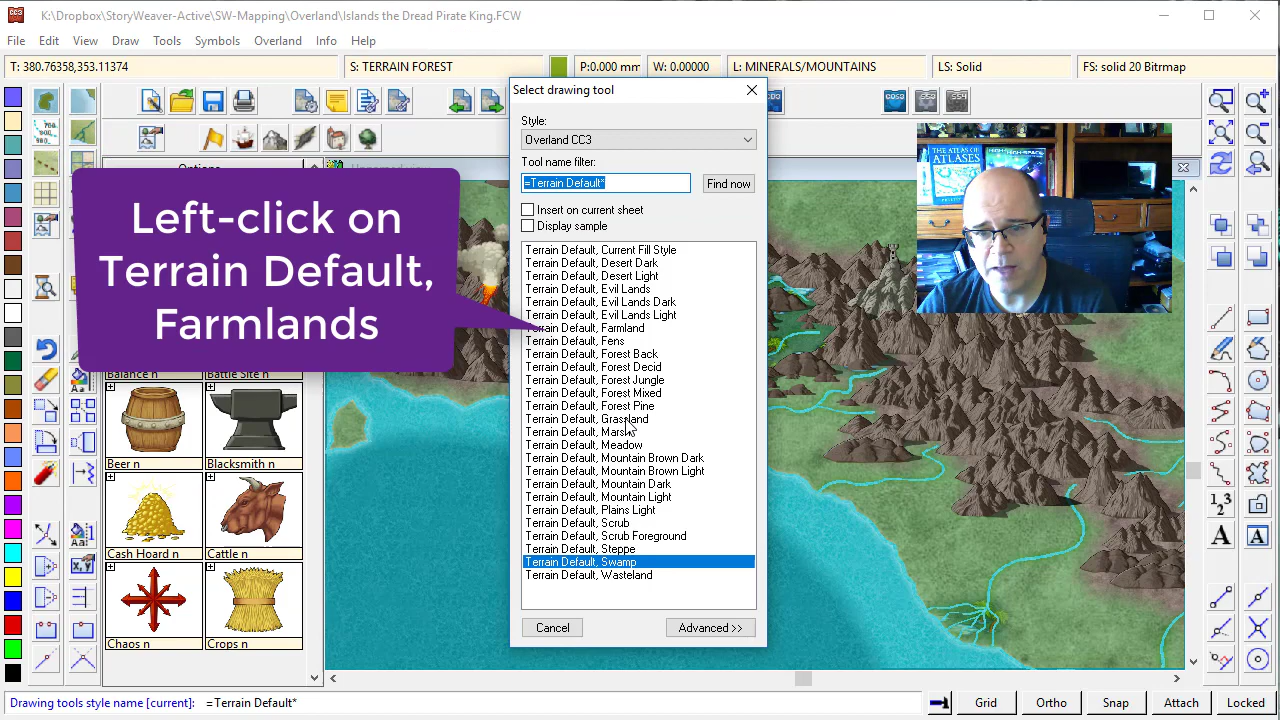 K:\Dropbox\StoryWeaver-Active\SW-Mapping\Overland\Islands the Dread Pirate King.FCW
File Edit View Draw Tools Symbols Overland Info Help
T: 380.76358,353.11374 S: TERRAIN FOREST P:0.000 mm W: 0.00000 L: MINERALS/MOUNTAINS LS: Solid FS: solid 20 Bitrmap
Select drawing tool
Style:
Overland CC3
Tool name filter:
=Terrain Default*
Find now
Insert on current sheet
Display samples
Terrain Default, Current Fill Style
Terrain Default, Desert Dark
Terrain Default, Desert Light
Terrain Default, Evil Lands
Terrain Default, Evil Lands Dark
Terrain Default, Evil Lands Light
Terrain Default, Farmland
Terrain Default, Fens
Terrain Default, Forest Back
Terrain Default, Forest Decid
Terrain Default, Forest Jungle
Terrain Default, Forest Mixed
Terrain Default, Forest Pine
Terrain Default, Grassland
Terrain Default, Marsh
Terrain Default, Meadow
Terrain Default, Mountain Brown Dark
Terrain Default, Mountain Brown Light
Terrain Default, Mountain Dark
Terrain Default, Mountain Light
Terrain Default, Plains Light
Terrain Default, Scrub
Terrain Default, Scrub Foreground
Terrain Default, Steppe
Terrain Default, Swamp
Terrain Default, Wasteland
Cancel
Advanced >>
Left-click on
Terrain Default,
Farmlands
THE ATLAS OF
ATLASES
Balance n Battle Site n
Beer n Blacksmith n
Cash Hoard n Cattle n
Chaos n Crops n
Drawing tools style name [current]: =Terrain Default*
Grid Ortho Snap Attach Locked